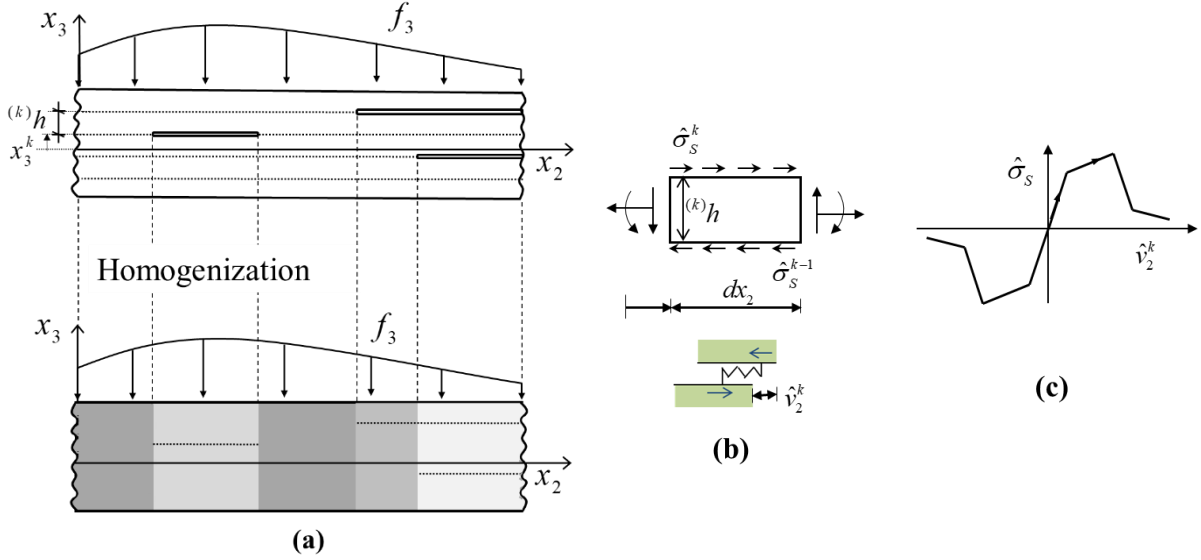 x₃
f₃
⁽ᵏ⁾h
x₃ᵏ
x₂
Homogenization
x₃
f₃
x₂
(a)
σ̂ₛᵏ
⁽ᵏ⁾h
σ̂ₛᵏ⁻¹
dx₂
v̂₂ᵏ
(b)
σ̂ₛ
v̂₂ᵏ
(c)